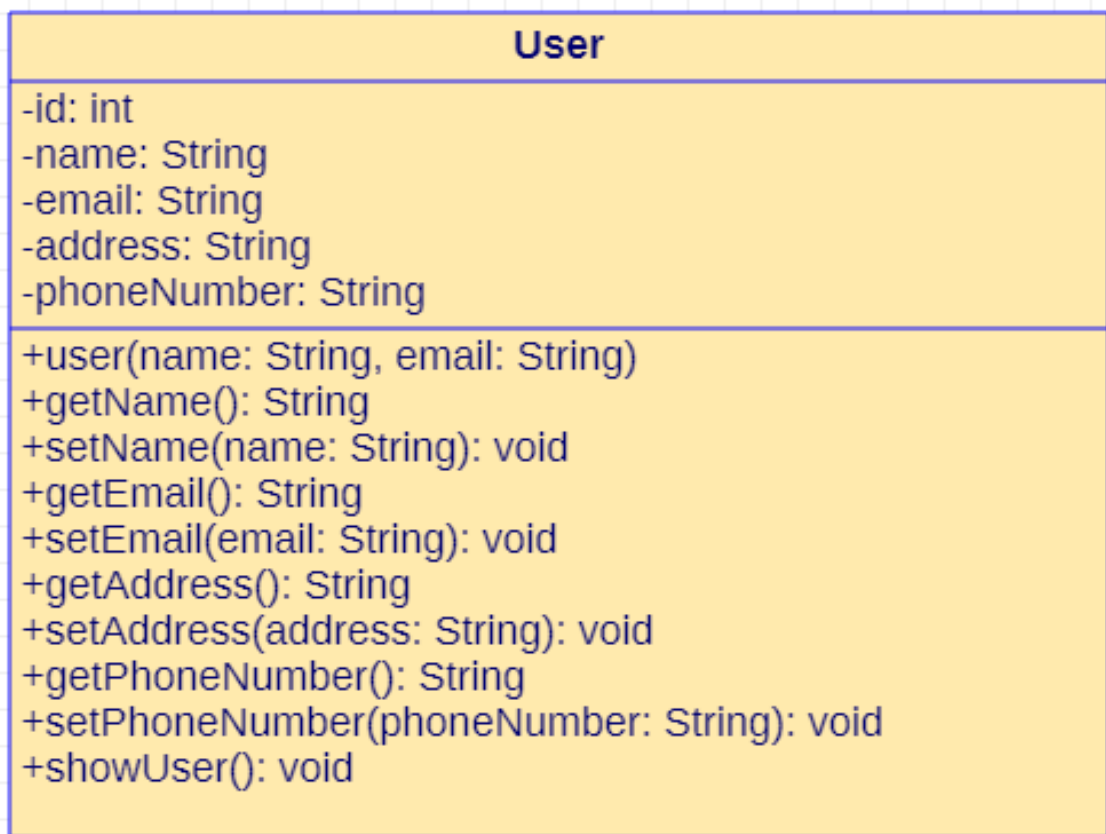 User
-id: int
-name: String
-email: String
-address: String
-phoneNumber: String
+user(name: String, email: String)
+getName(): String
+setName(name: String): void
+getEmail(): String
+setEmail(email: String): void
+getAddress(): String
+setAddress(address: String): void
+getPhoneNumber(): String
+setPhoneNumber(phoneNumber: String): void
+showUser(): void